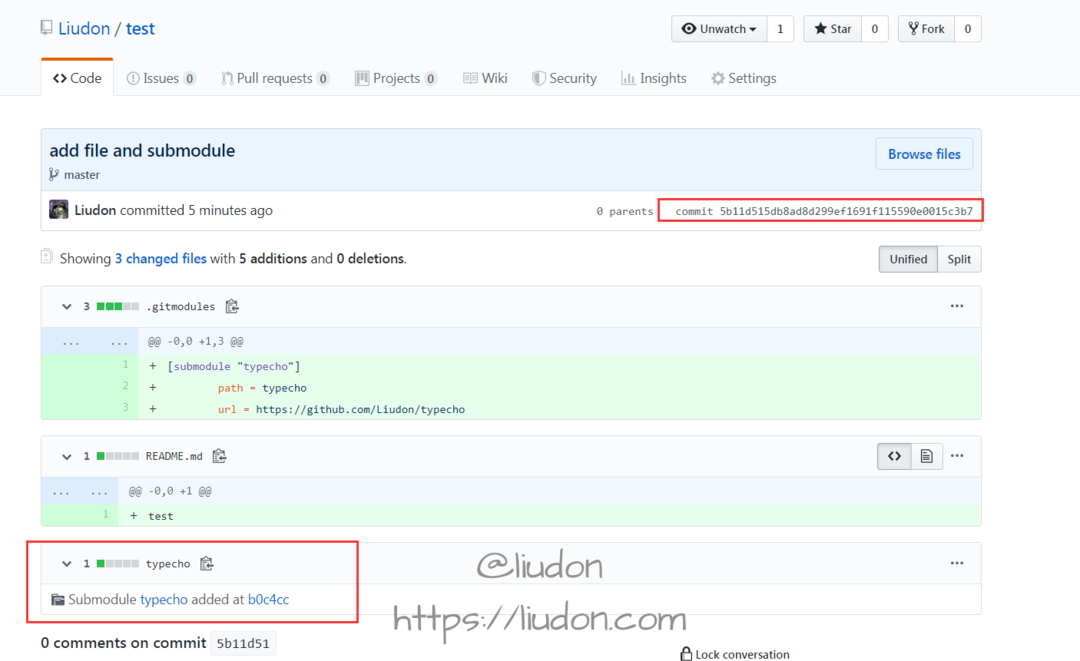 Liudon / test
Unwatch 1 Star 0 Fork 0
Code Issues 0 Pull requests 0 Projects 0 Wiki Security Insights Settings
add file and submodule
Browse files
master
Liudon committed 5 minutes ago
0 parents commit 5b11d515db8ad8d299ef1691f115590e0015c3b7
Showing 3 changed files with 5 additions and 0 deletions.
Unified Split
3 .gitmodules
... ... @@ -0,0 +1,3 @@
1 + [submodule "typecho"]
2 + path = typecho
3 + url = https://github.com/Liudon/typecho
1 README.md
... ... @@ -0,0 +1 @@
1 + test
1 typecho
Submodule typecho added at b0c4cc
@liudon
https://liudon.com
0 comments on commit 5b11d51
Lock conversation